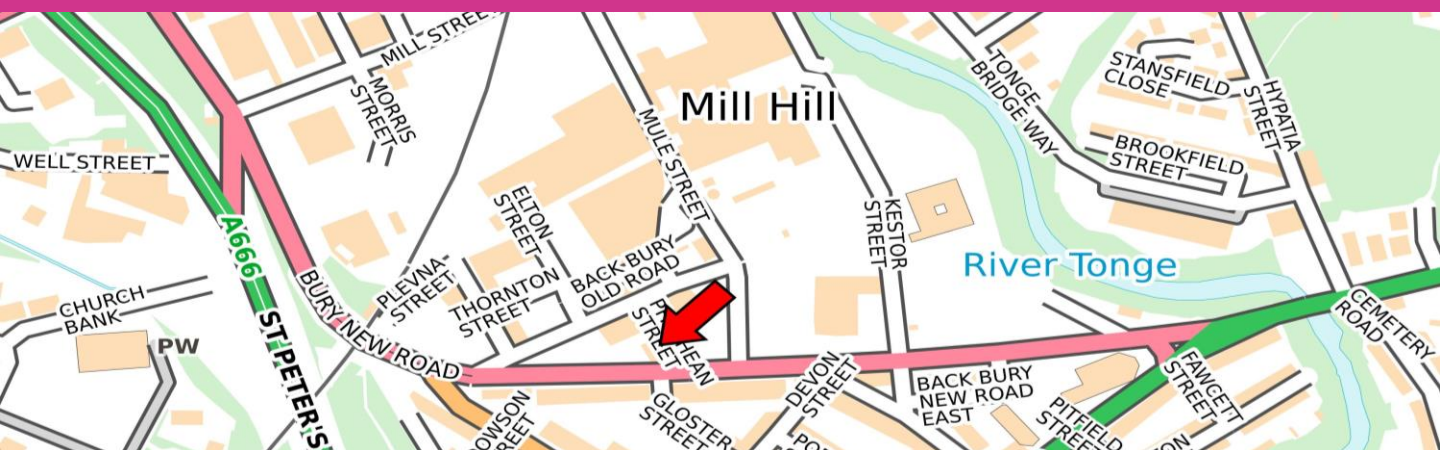 MILL STREET
MORRIS
STREET
Mill Hill
MULE STREET
TONGE
BRIDGE WAY
STANSFIELD
CLOSE
HYPATIA
STREET
BROOKFIELD
STREET
WELL STREET
A666
ELTON
STREET
KESTOR
STREET
River Tonge
PLEVNA
STREET
THORNTON
STREET
BACK BURY
OLD ROAD
BURY NEW ROAD
CHURCH
BANK
PW
ST PETER'S
STREET
GLOSTER
STREET
DEVON
STREET
BACK BURY
NEW ROAD
EAST
PITFIELD
STREET
FAWCETT
STREET
CEMETERY
ROAD